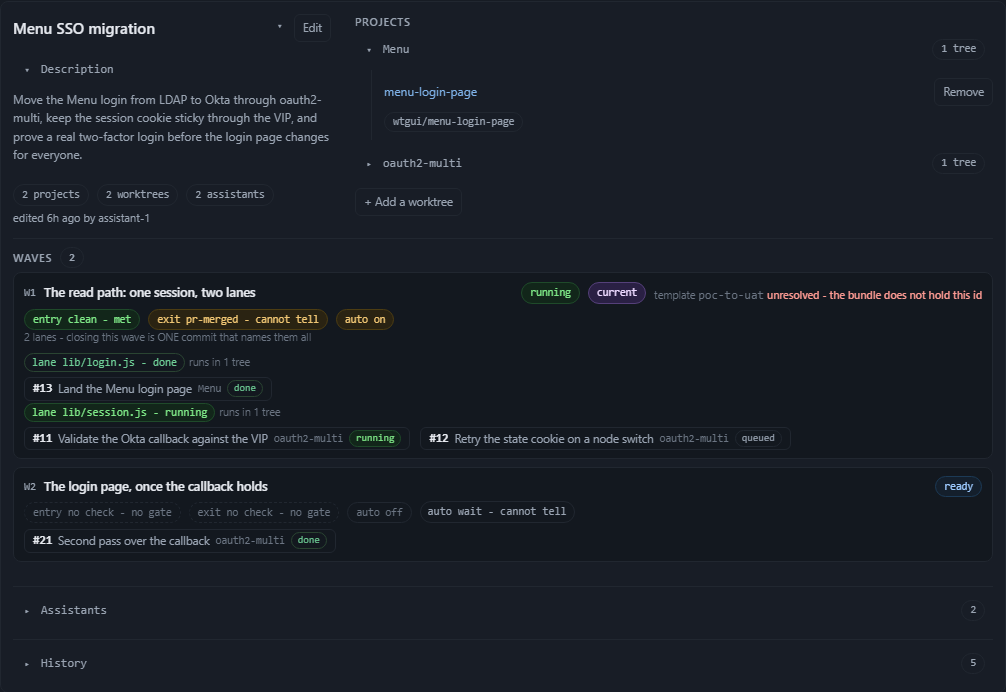 Menu SSO migration
Edit
Description
Move the Menu login from LDAP to Okta through oauth2-
multi, keep the session cookie sticky through the VIP, and
prove a real two-factor login before the login page changes
for everyone.
2 projects 2 worktrees 2 assistants
edited 6h ago by assistant-1
PROJECTS
Menu 1 tree
menu-login-page Remove
wtgui/menu-login-page
oauth2-multi 1 tree
+ Add a worktree
WAVES 2
W1 The read path: one session, two lanes running current template poc-to-uat unresolved - the bundle does not hold this id
entry clean - met exit pr-merged - cannot tell auto on
2 lanes - closing this wave is ONE commit that names them all
lane lib/login.js - done runs in 1 tree
#13 Land the Menu login page Menu done
lane lib/session.js - running runs in 1 tree
#11 Validate the Okta callback against the VIP oauth2-multi running #12 Retry the state cookie on a node switch oauth2-multi queued
W2 The login page, once the callback holds ready
entry no check - no gate exit no check - no gate auto off auto wait - cannot tell
#21 Second pass over the callback oauth2-multi done
Assistants 2
History 5